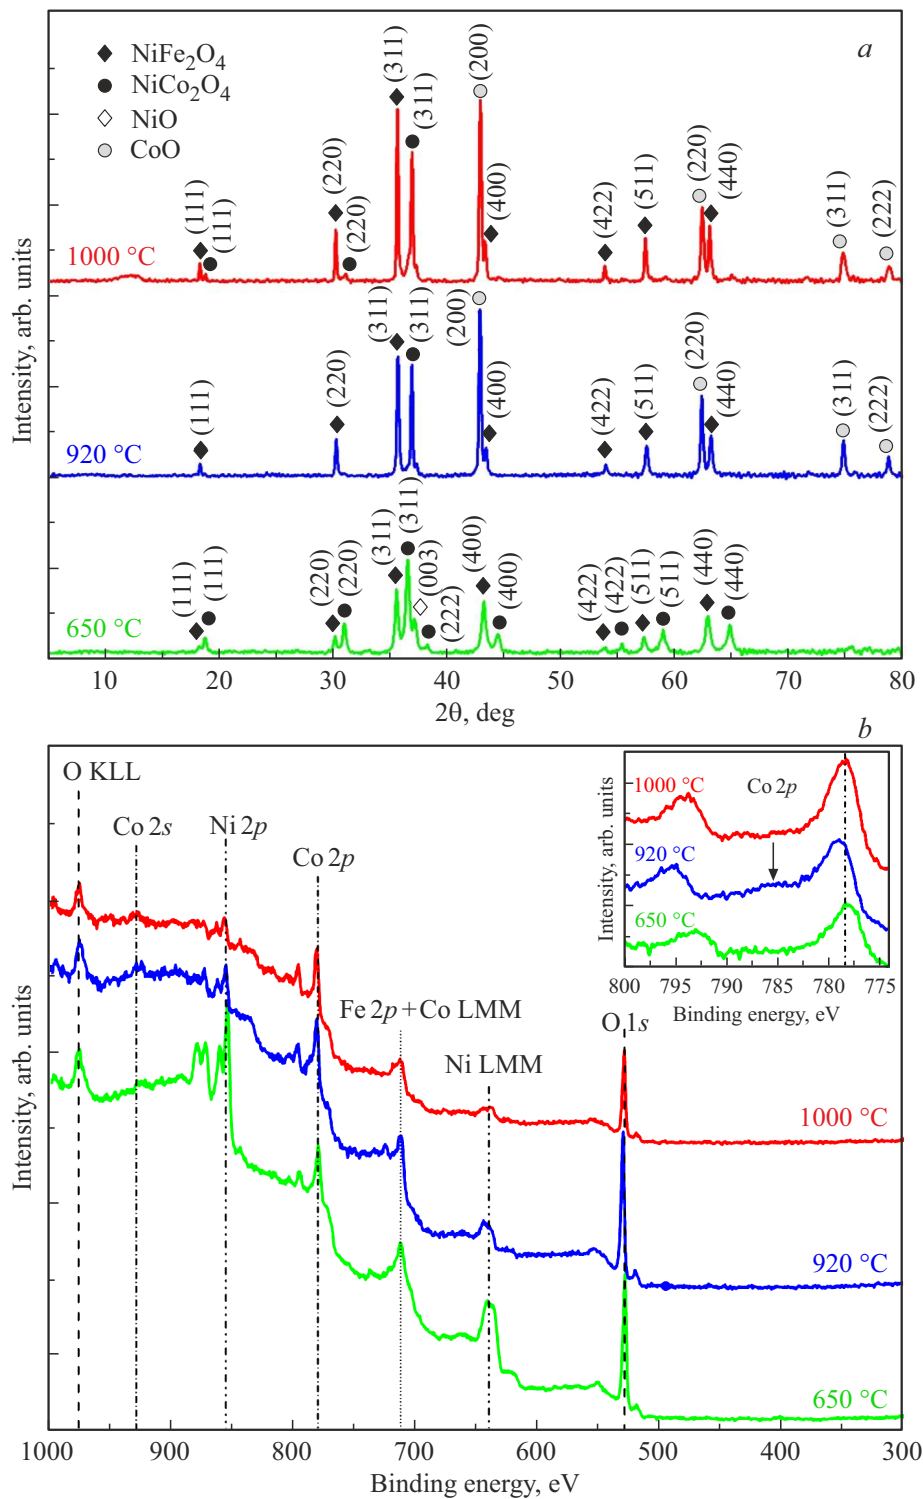 a
NiFe₂O₄
NiCo₂O₄
NiO
CoO
(111)
(111)
(220)
(220)
(311)
(311)
(200)
(400)
(422)
(511)
(220)
(440)
(311)
(222)
1000 °C
(111)
(220)
(311)
(311)
(200)
(400)
(422)
(511)
(220)
(440)
(311)
(222)
920 °C
(111)
(111)
(220)
(220)
(311)
(311)
(003)
(222)
(400)
(400)
(422)
(422)
(511)
(511)
(440)
(440)
650 °C
Intensity, arb. units
10 20 30 40 50 60 70 80
2θ, deg
b
O KLL
Co 2s
Ni 2p
Co 2p
Fe 2p + Co LMM
Ni LMM
O 1s
1000 °C
920 °C
650 °C
Co 2p
1000 °C
920 °C
650 °C
Intensity, arb. units
800 795 790 785 780 775
Binding energy, eV
Intensity, arb. units
1000 900 800 700 600 500 400 300
Binding energy, eV